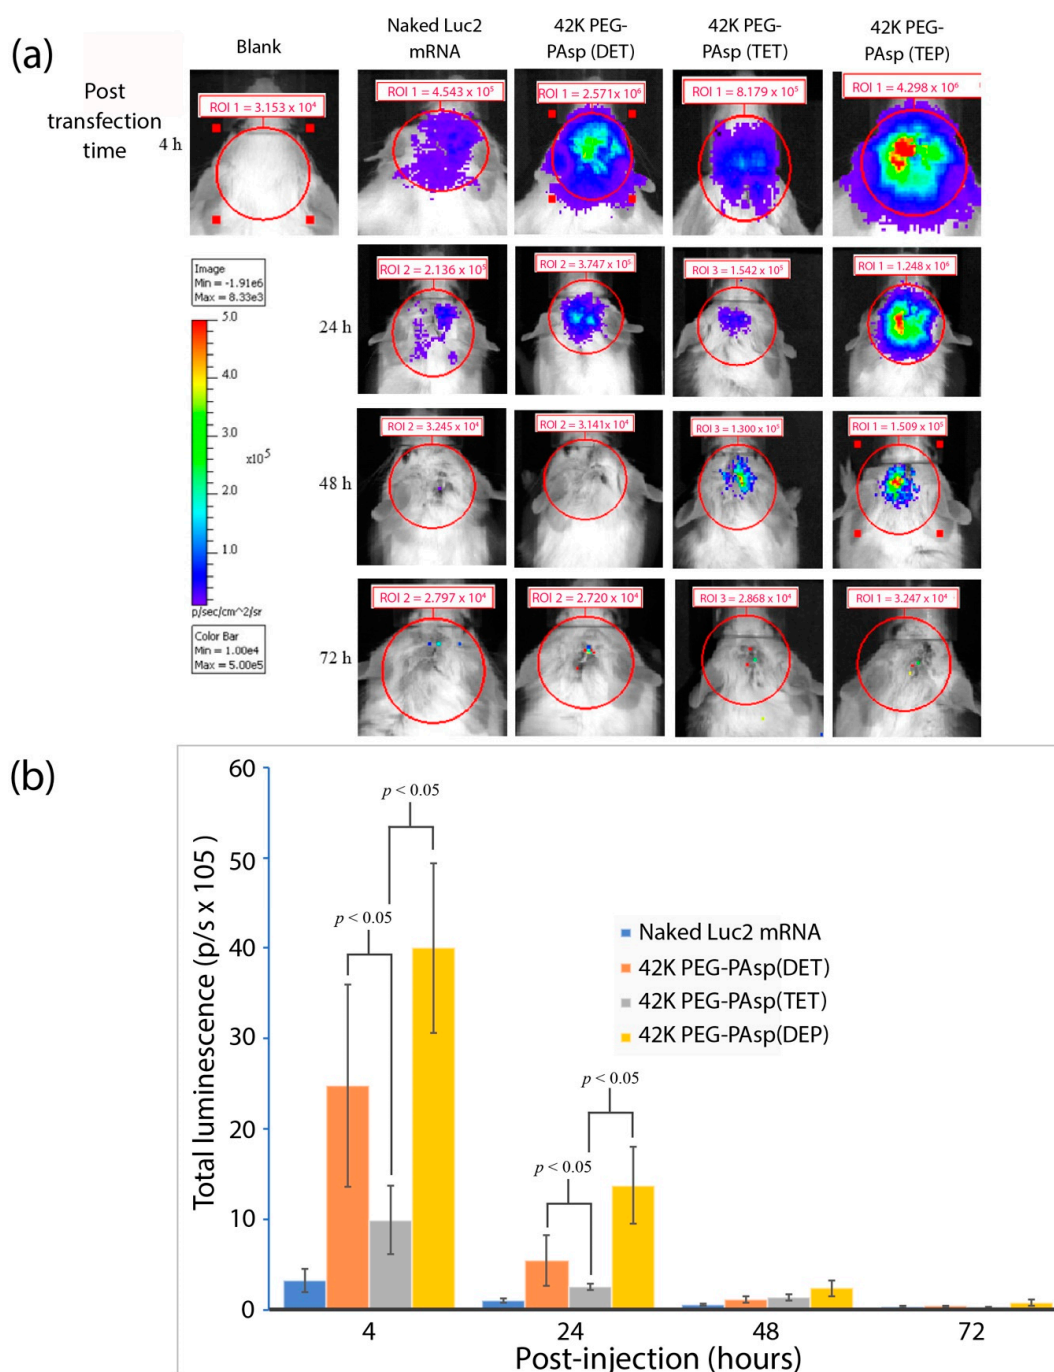 (a)
Post
transfection
time
Blank
Naked Luc2
mRNA
42K PEG-
PAsp (DET)
42K PEG-
PAsp (TET)
42K PEG-
PAsp (TEP)
4 h
ROI 1 = 3.153 x 10⁴
ROI 1 = 4.543 x 10⁵
ROI 1 = 2.571 x 10⁶
ROI 1 = 8.179 x 10⁵
ROI 1 = 4.298 x 10⁶
24 h
ROI 2 = 2.136 x 10⁵
ROI 2 = 3.747 x 10⁵
ROI 3 = 1.542 x 10⁵
ROI 1 = 1.248 x 10⁶
48 h
ROI 2 = 3.245 x 10⁴
ROI 2 = 3.141 x 10⁴
ROI 3 = 1.300 x 10⁵
ROI 1 = 1.509 x 10⁵
72 h
ROI 2 = 2.797 x 10⁴
ROI 2 = 2.720 x 10⁴
ROI 3 = 2.868 x 10⁴
ROI 1 = 3.247 x 10⁴
Image
Min = -1.91e6
Max = 8.33e3
5.0
4.0
3.0
x10⁵
2.0
1.0
p/sec/cm^2/sr
Color Bar
Min = 1.00e4
Max = 5.00e5
(b)
Total luminescence (p/s x 105 )
60
50
40
30
20
10
0
p < 0.05
p < 0.05
p < 0.05
p < 0.05
Naked Luc2 mRNA
42K PEG-PAsp(DET)
42K PEG-PAsp(TET)
42K PEG-PAsp(DEP)
4
24
48
72
Post-injection (hours)